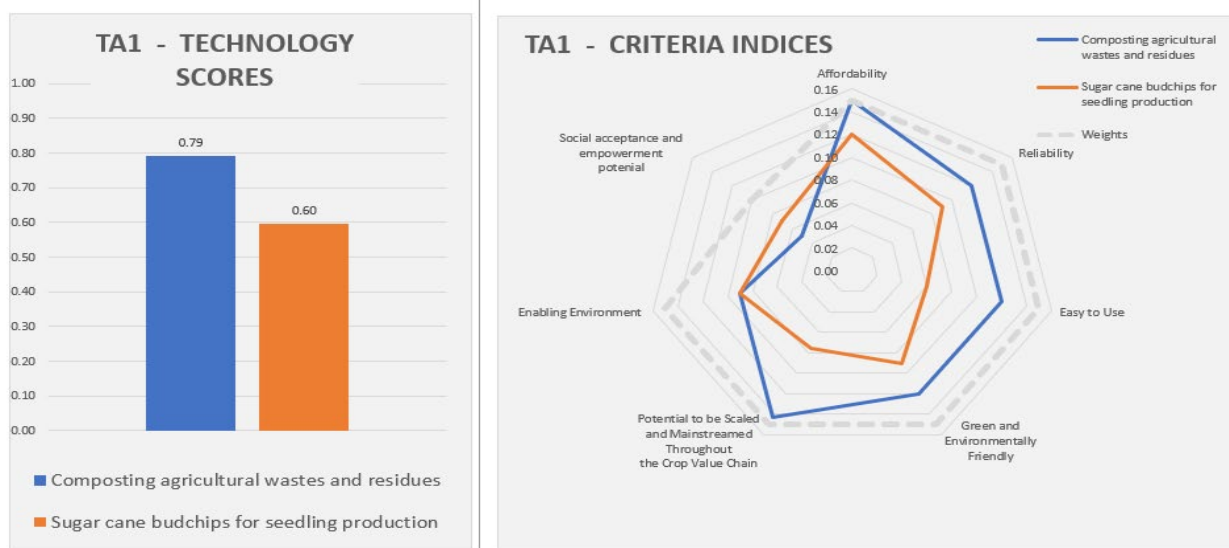 TA1 - TECHNOLOGY
SCORES
1.00
0.90
0.80
0.70
0.60
0.50
0.40
0.30
0.20
0.10
0.00
0.79
0.60
Composting agricultural wastes and residues
Sugar cane budchips for seedling production
TA1 - CRITERIA INDICES
Composting agricultural
wastes and residues
Sugar cane budchips for
seedling production
Weights
Affordability
0.16
0.14
0.12
0.10
0.08
0.06
0.04
0.02
0.00
Reliability
Easy to Use
Green and
Environmentally
Friendly
Potential to be Scaled
and Mainstreamed
Throughout
the Crop Value Chain
Enabling Environment
Social acceptance and
empowerment
potenial